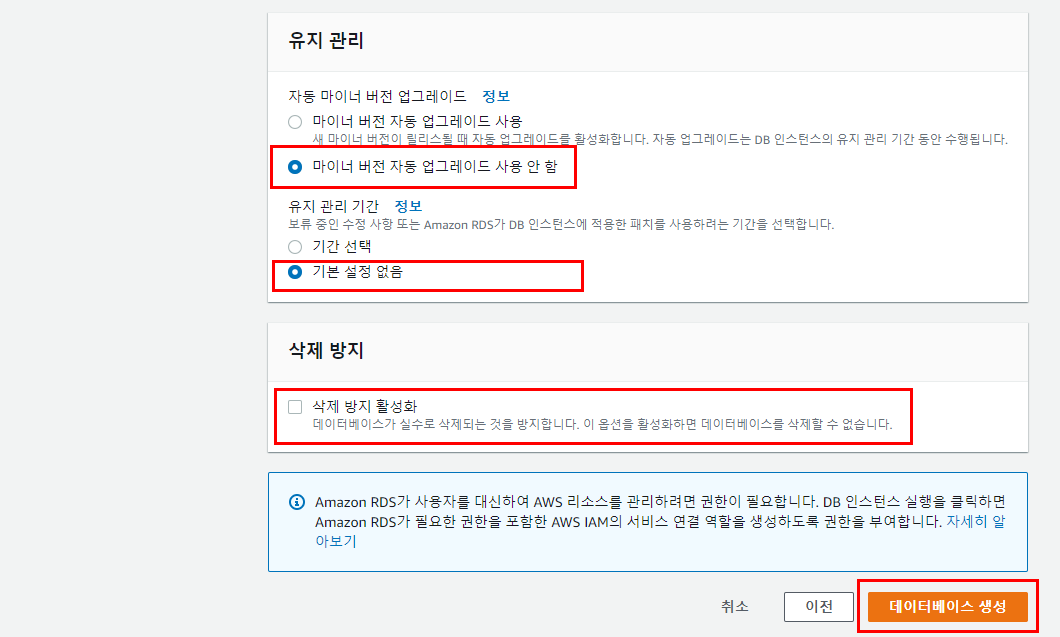 유지 관리
자동 마이너 버전 업그레이드 정보
마이너 버전 자동 업그레이드 사용
새 마이너 버전이 릴리스될 때 자동 업그레이드를 활성화합니다. 자동 업그레이드는 DB 인스턴스의 유지 관리 기간 동안 수행됩니다.
마이너 버전 자동 업그레이드 사용 안 함
유지 관리 기간 정보
보류 중인 수정 사항 또는 Amazon RDS가 DB 인스턴스에 적용한 패치를 사용하려는 기간을 선택합니다.
기간 선택
기본 설정 없음
삭제 방지
삭제 방지 활성화
데이터베이스가 실수로 삭제되는 것을 방지합니다. 이 옵션을 활성화하면 데이터베이스를 삭제할 수 없습니다.
Amazon RDS가 사용자를 대신하여 AWS 리소스를 관리하려면 권한이 필요합니다. DB 인스턴스 실행을 클릭하면
Amazon RDS가 필요한 권한을 포함한 AWS IAM의 서비스 연결 역할을 생성하도록 권한을 부여합니다. 자세히 알
아보기
취소 이전 데이터베이스 생성